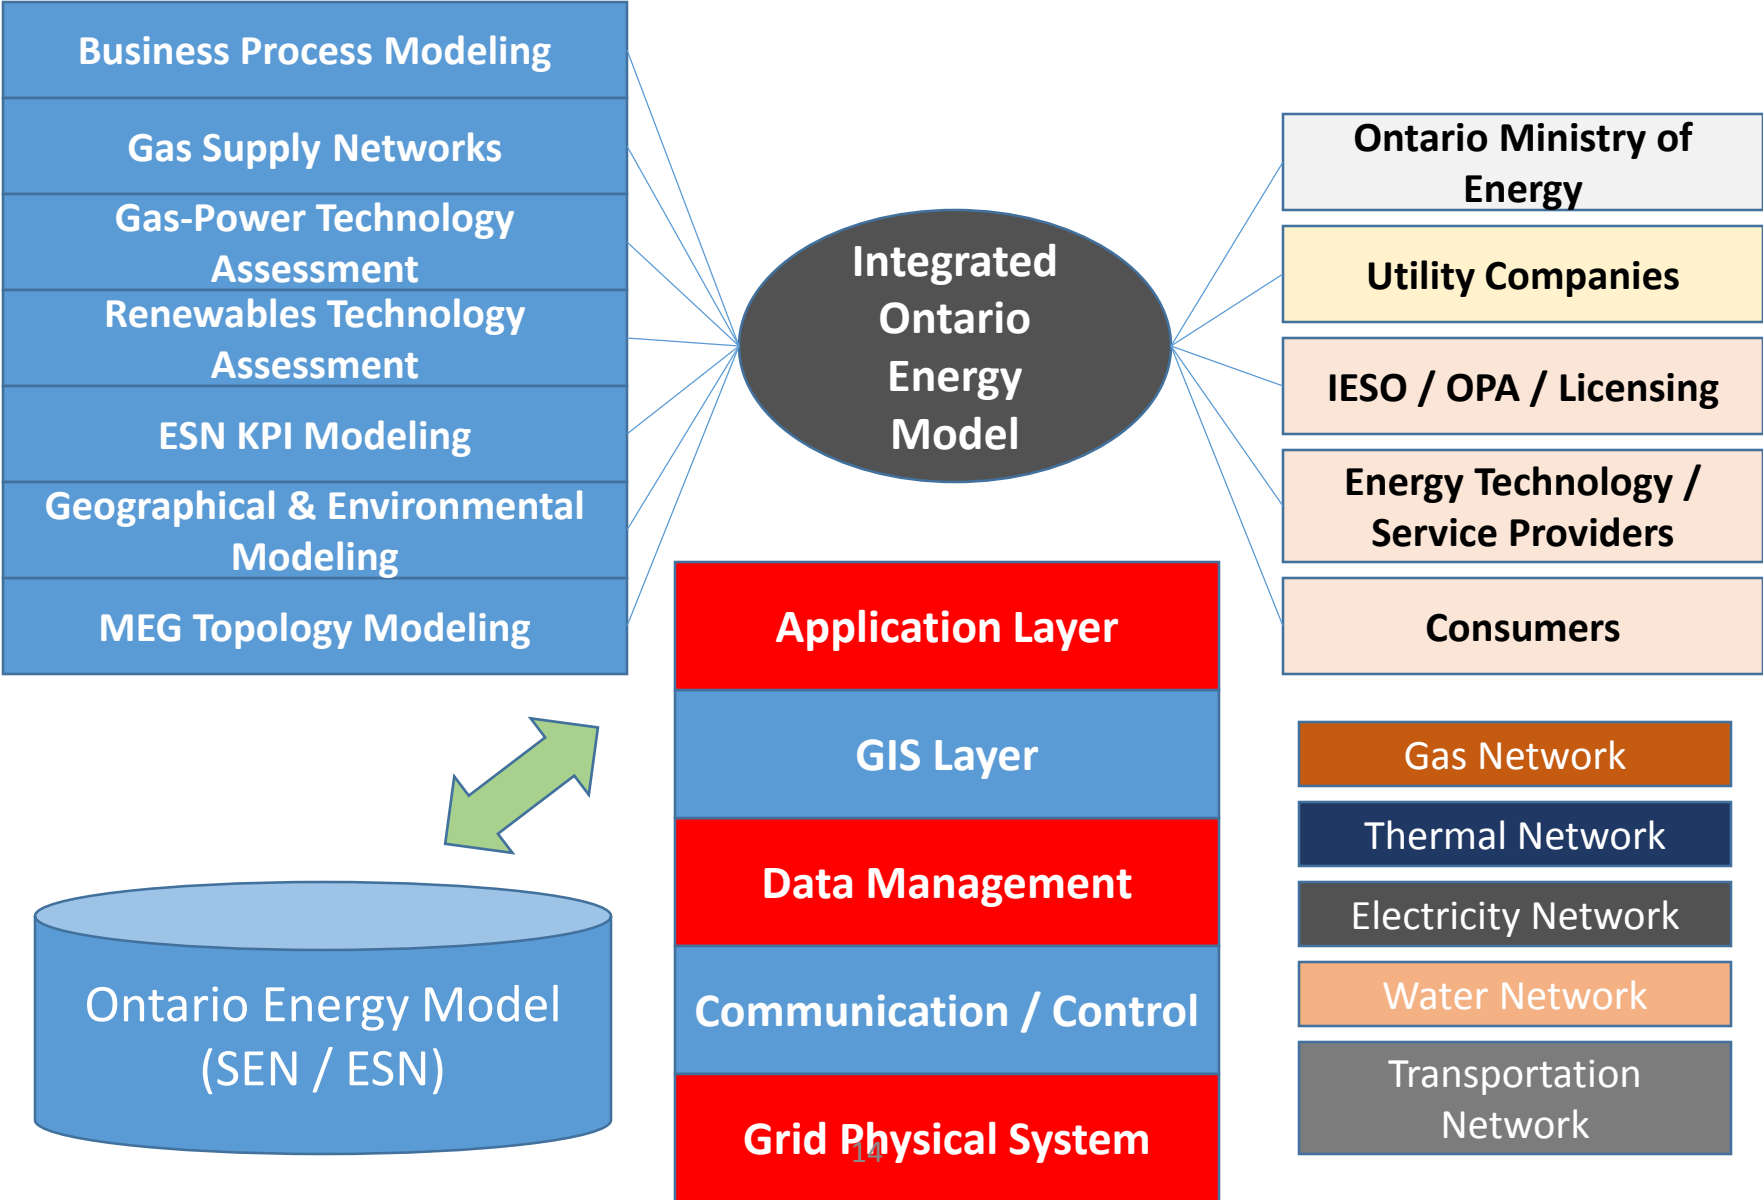 Business Process Modeling
Gas Supply Networks
Gas-Power Technology
Assessment
Renewables Technology
Assessment
ESN KPI Modeling
Geographical & Environmental
Modeling
MEG Topology Modeling
Integrated
Ontario
Energy
Model
Ontario Ministry of
Energy
Utility Companies
IESO / OPA / Licensing
Energy Technology /
Service Providers
Consumers
Application Layer
GIS Layer
Data Management
Communication / Control
Grid Physical System
14
Ontario Energy Model
(SEN / ESN)
Gas Network
Thermal Network
Electricity Network
Water Network
Transportation
Network